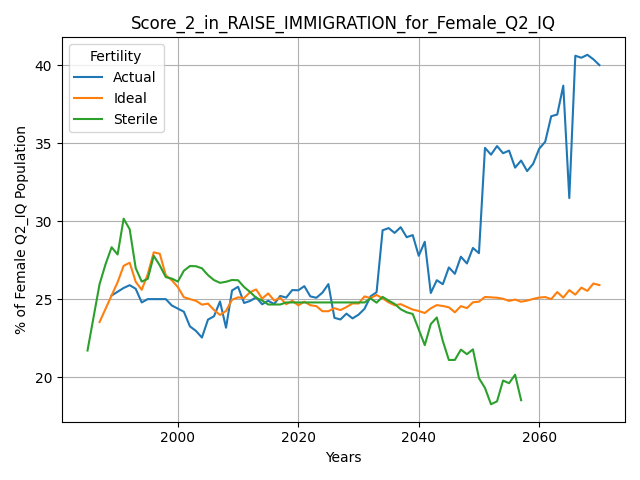 Score_2_in_RAISE_IMMIGRATION_for_Female_Q2_IQ
Fertility
Actual
Ideal
Sterile
% of Female Q2_IQ Population
40
35
30
25
20
2000
2020
2040
2060
Years